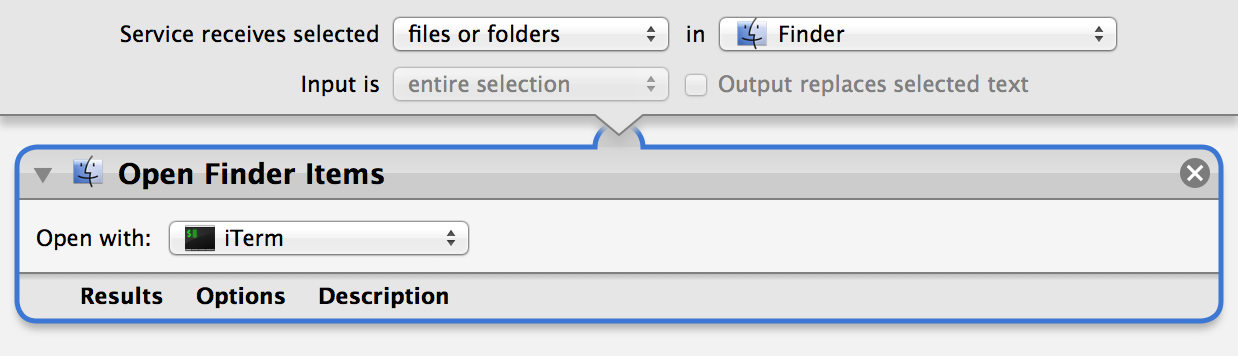 Service receives selected files or folders in Finder
Input is entire selection Output replaces selected text
Open Finder Items
Open with: $ iTerm
Results Options Description